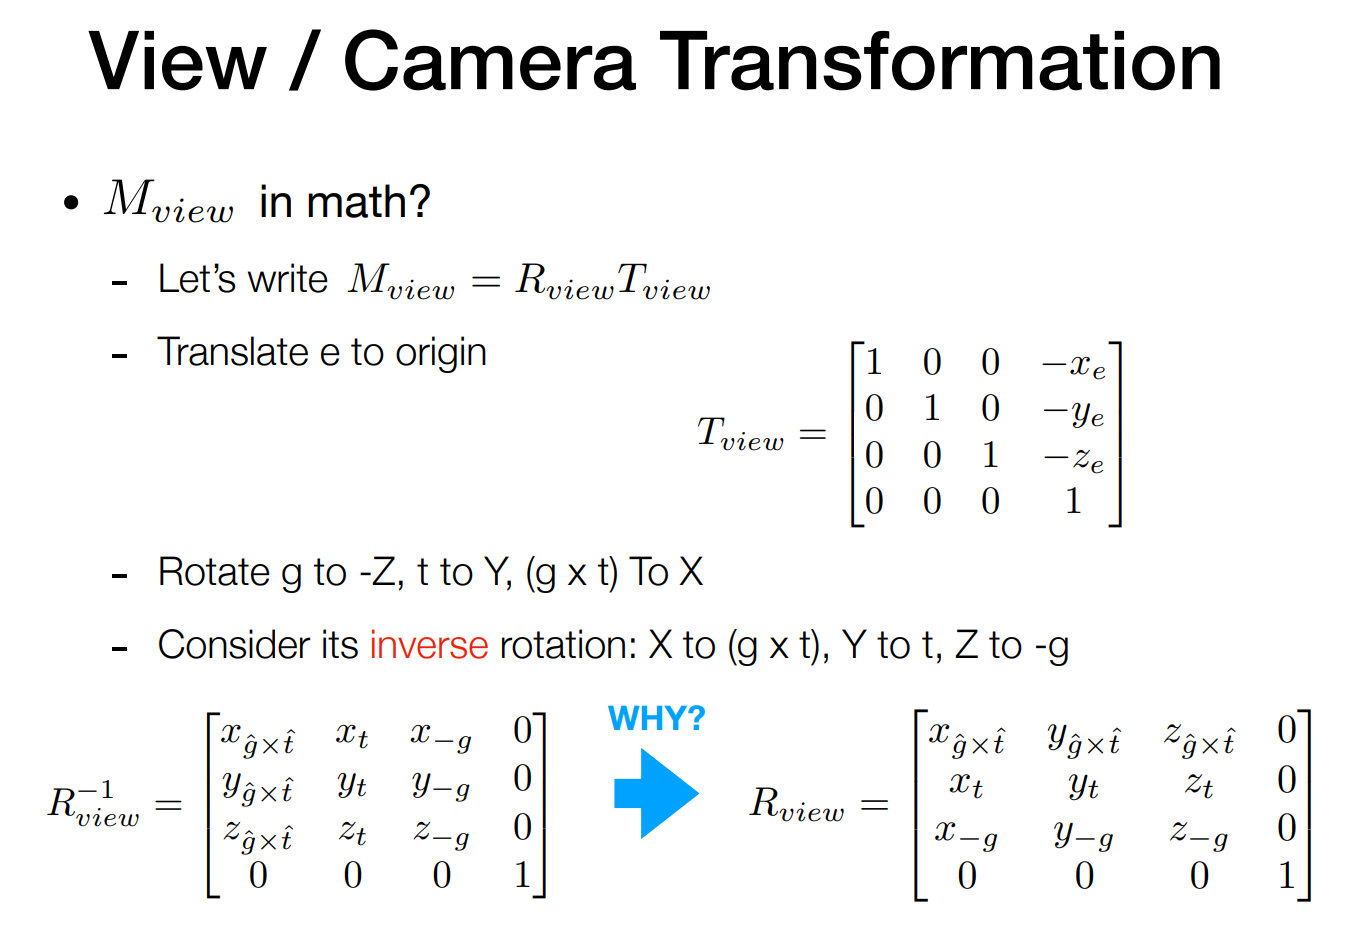 View / Camera Transformation
• $M_{view}$ in math?
- Let’s write $M_{view} = R_{view}T_{view}$
- Translate e to origin
$T_{view} = \begin{bmatrix} 1 & 0 & 0 & -x_e \\ 0 & 1 & 0 & -y_e \\ 0 & 0 & 1 & -z_e \\ 0 & 0 & 0 & 1 \end{bmatrix}$
- Rotate g to -Z, t to Y, (g x t) To X
- Consider its inverse rotation: X to (g x t), Y to t, Z to -g
$R_{view}^{-1} = \begin{bmatrix} x_{\hat{g}\times\hat{t}} & x_t & x_{-g} & 0 \\ y_{\hat{g}\times\hat{t}} & y_t & y_{-g} & 0 \\ z_{\hat{g}\times\hat{t}} & z_t & z_{-g} & 0 \\ 0 & 0 & 0 & 1 \end{bmatrix}$
WHY?
$R_{view} = \begin{bmatrix} x_{\hat{g}\times\hat{t}} & y_{\hat{g}\times\hat{t}} & z_{\hat{g}\times\hat{t}} & 0 \\ x_t & y_t & z_t & 0 \\ x_{-g} & y_{-g} & z_{-g} & 0 \\ 0 & 0 & 0 & 1 \end{bmatrix}$